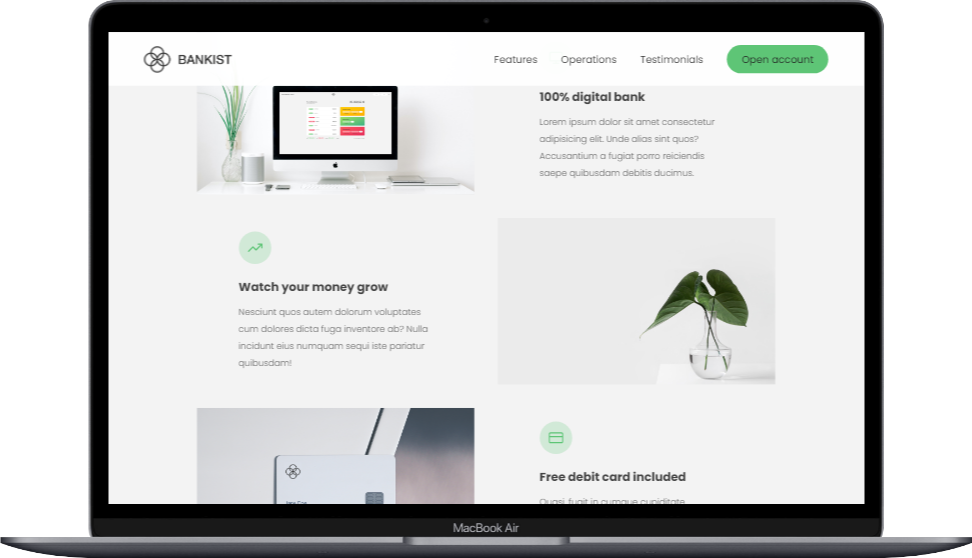 BANKIST
Features Operations Testimonials Open account
100% digital bank
Lorem ipsum dolor sit amet consectetur
adipisicing elit. Unde alias sint quos?
Accusantium a fugiat porro reiciendis
saepe quibusdam debitis ducimus.
Watch your money grow
Nesciunt quos autem dolorum voluptates
cum dolores dicta fuga inventore ab? Nulla
incidunt eius numquam sequi iste pariatur
quibusdam!
Free debit card included
Quasi, fugit in cumque cupiditate
MacBook Air